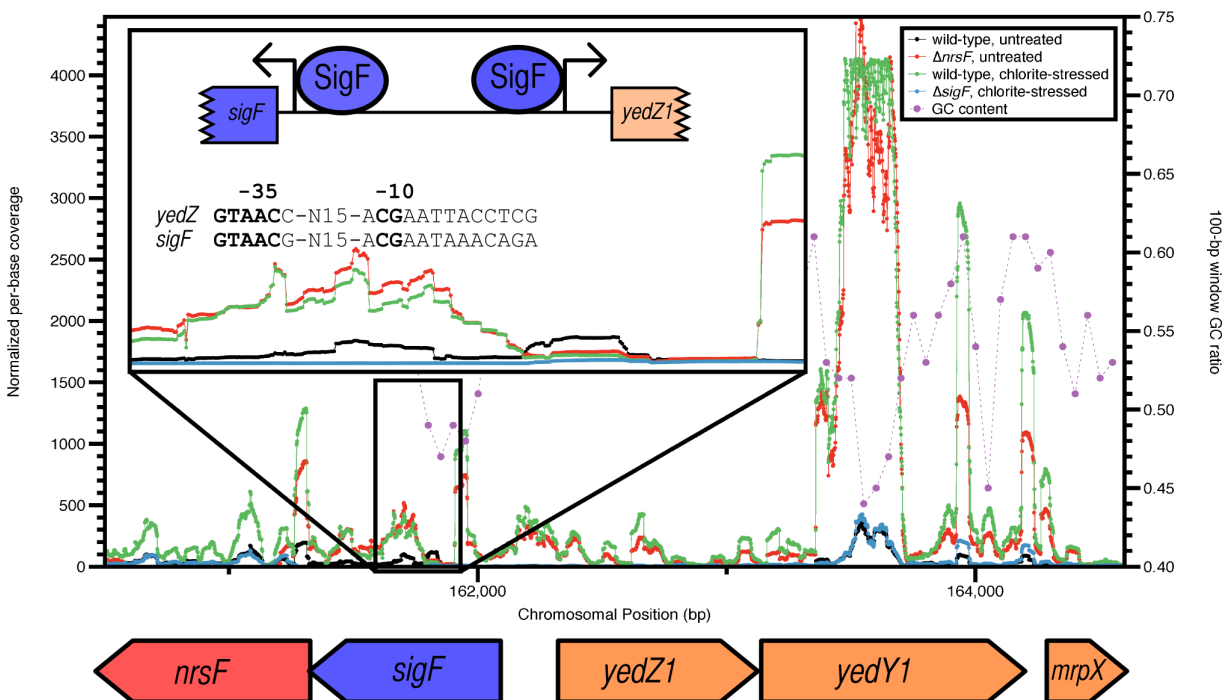 wild-type, untreated
ΔnrsF, untreated
wild-type, chlorite-stressed
ΔsigF, chlorite-stressed
GC content
SigF
SigF
sigF
yedZ1
-35 -10
yedZ GTAACC-N15-ACGAATTACCTCG
sigF GTAACG-N15-ACGAATAAACAGA
Normalized per-base coverage
4000
3500
3000
2500
2000
1500
1000
500
0
0.75
0.70
0.65
0.60
0.55
0.50
0.45
0.40
100-bp window GC ratio
162,000
164,000
Chromosomal Position (bp)
nrsF
sigF
yedZ1
yedY1
mrpX